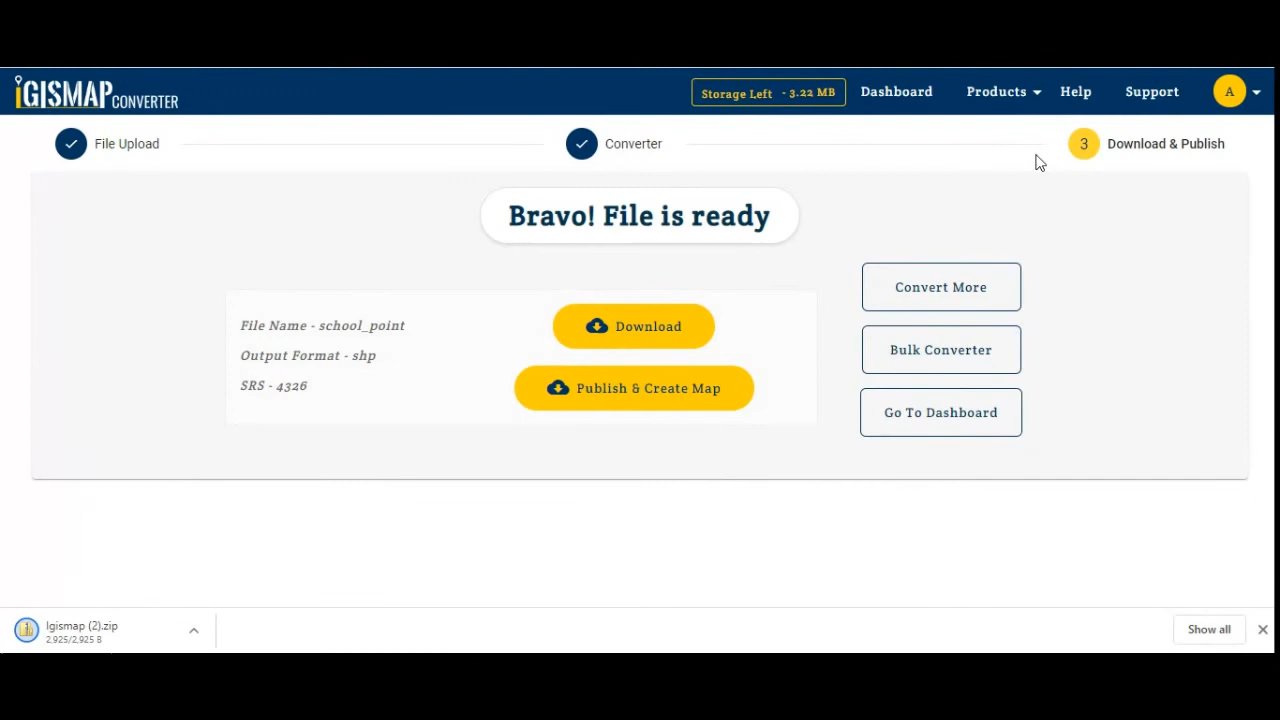 iGISMAP CONVERTER
Storage Left - 3.22 MB
Dashboard
Products
Help
Support
A
File Upload
Converter
3
Download & Publish
Bravo! File is ready
File Name - school_point
Output Format - shp
SRS - 4326
Download
Publish & Create Map
Convert More
Bulk Converter
Go To Dashboard
Igismap (2).zip
2,925/2,925 B
Show all